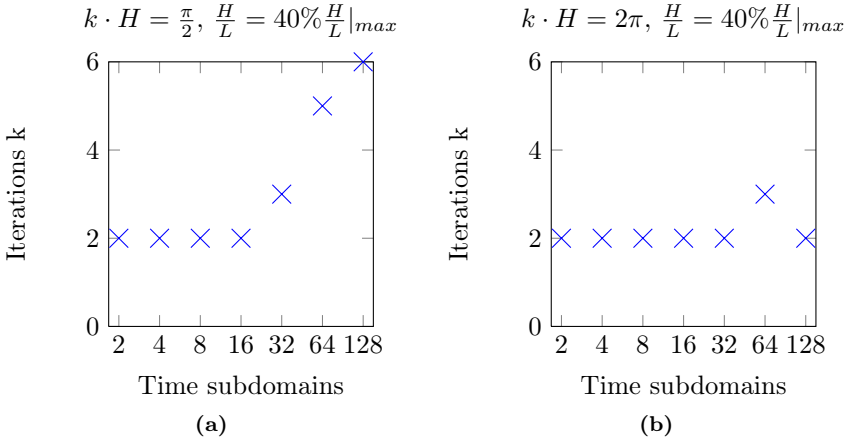 k · H = π/2, H/L = 40% H/L|max
Iterations k
6
4
2
0
2 4 8 16 32 64 128
Time subdomains
(a)
k · H = 2π, H/L = 40% H/L|max
Iterations k
6
4
2
0
2 4 8 16 32 64 128
Time subdomains
(b)